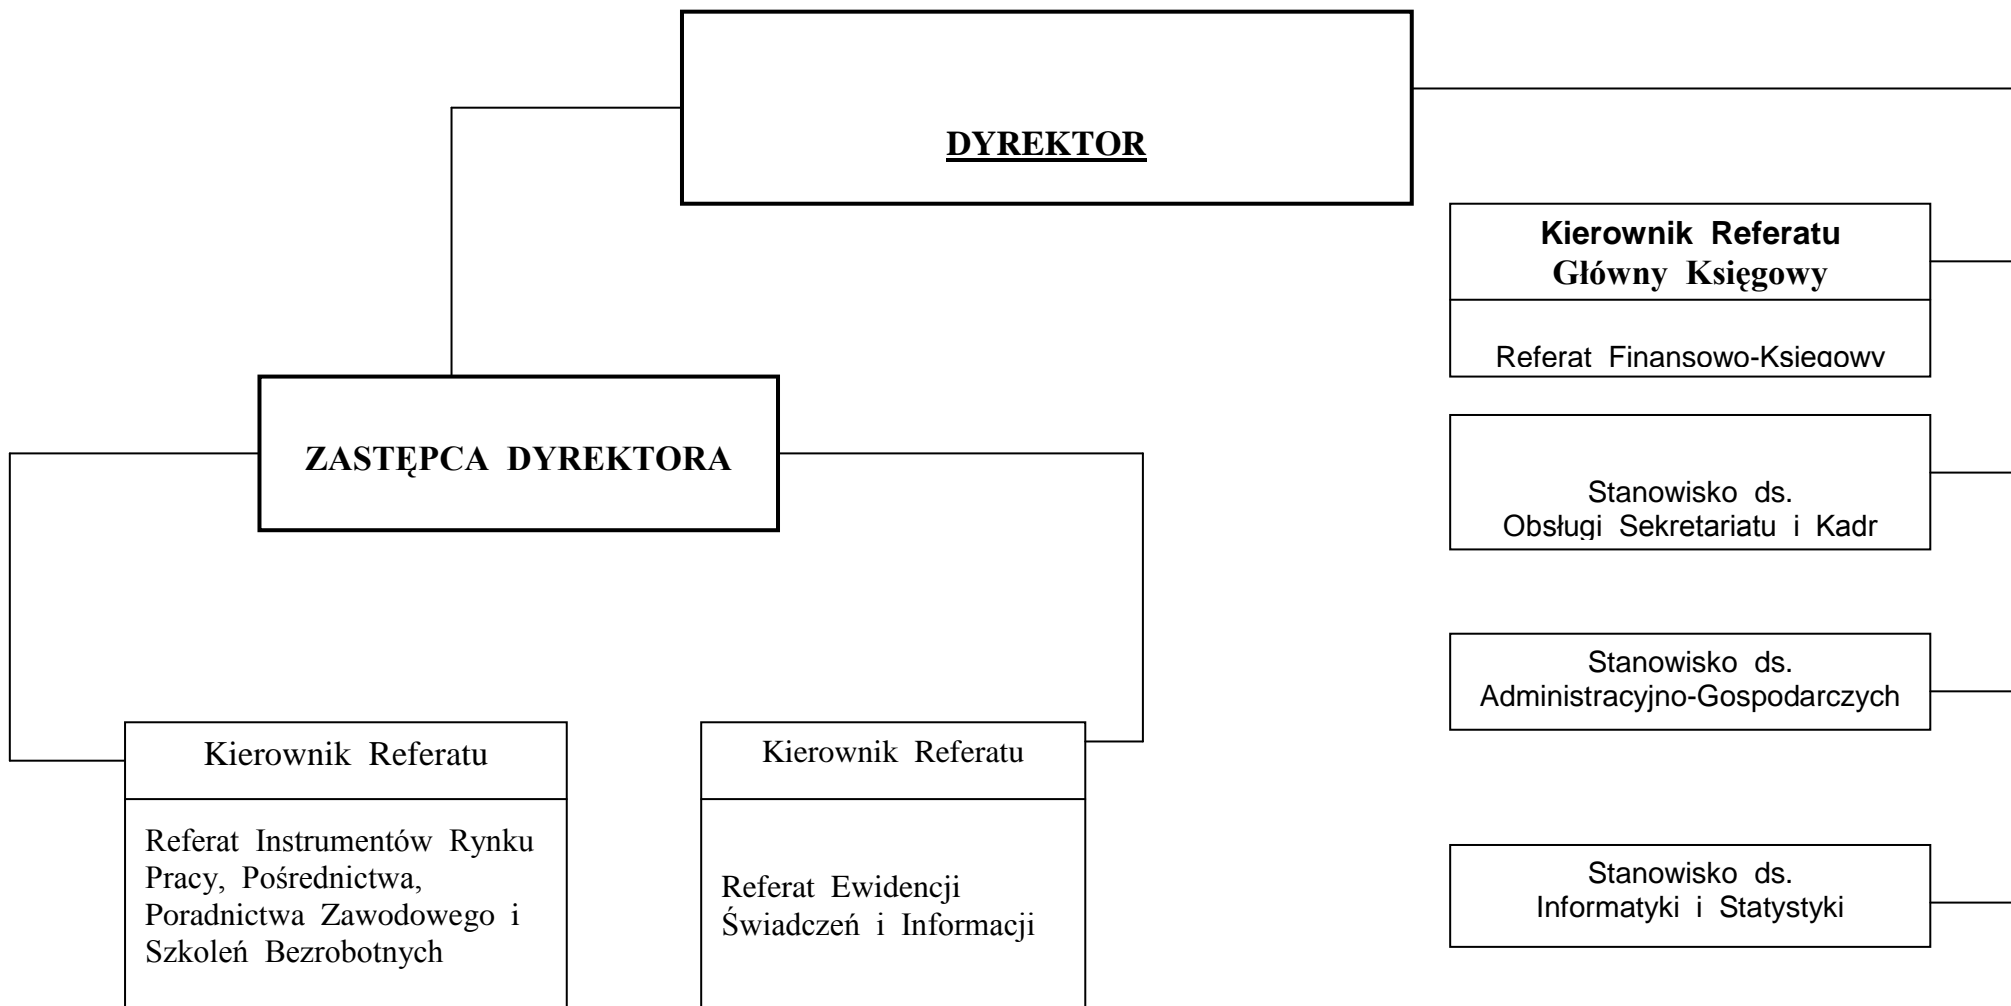 DYREKTOR
Kierownik Referatu
Główny Księgowy
Referat Finansowo-Księgowy
ZASTĘPCA DYREKTORA
Stanowisko ds.
Obsługi Sekretariatu i Kadr
Stanowisko ds.
Administracyjno-Gospodarczych
Kierownik Referatu
Referat Instrumentów Rynku
Pracy, Pośrednictwa,
Poradnictwa Zawodowego i
Szkoleń Bezrobotnych
Kierownik Referatu
Referat Ewidencji
Świadczeń i Informacji
Stanowisko ds.
Informatyki i Statystyki